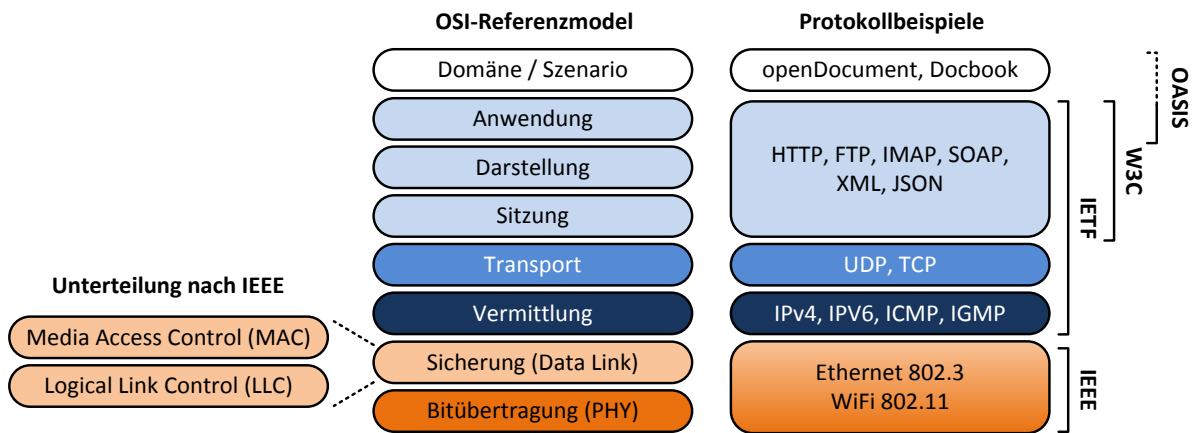 OSI-Referenzmodel
Protokollbeispiele
Domäne / Szenario
openDocument, Docbook
OASIS
Anwendung
Darstellung
Sitzung
HTTP, FTP, IMAP, SOAP,
XML, JSON
W3C
IETF
Transport
UDP, TCP
Vermittlung
IPv4, IPV6, ICMP, IGMP
Unterteilung nach IEEE
Media Access Control (MAC)
Logical Link Control (LLC)
Sicherung (Data Link)
Bitübertragung (PHY)
Ethernet 802.3
WiFi 802.11
IEEE